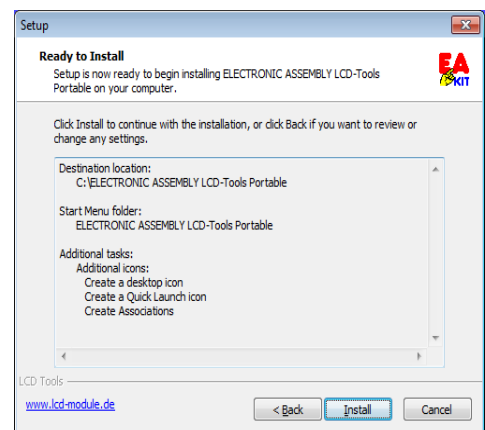 Setup
Ready to Install
Setup is now ready to begin installing ELECTRONIC ASSEMBLY LCD-Tools
Portable on your computer.
EA
KIT
Click Install to continue with the installation, or click Back if you want to review or
change any settings.
Destination location:
C:\ELECTRONIC ASSEMBLY LCD-Tools Portable
Start Menu folder:
ELECTRONIC ASSEMBLY LCD-Tools Portable
Additional tasks:
Additional icons:
Create a desktop icon
Create a Quick Launch icon
Create Associations
LCD Tools
www.lcd-module.de
< Back
Install
Cancel